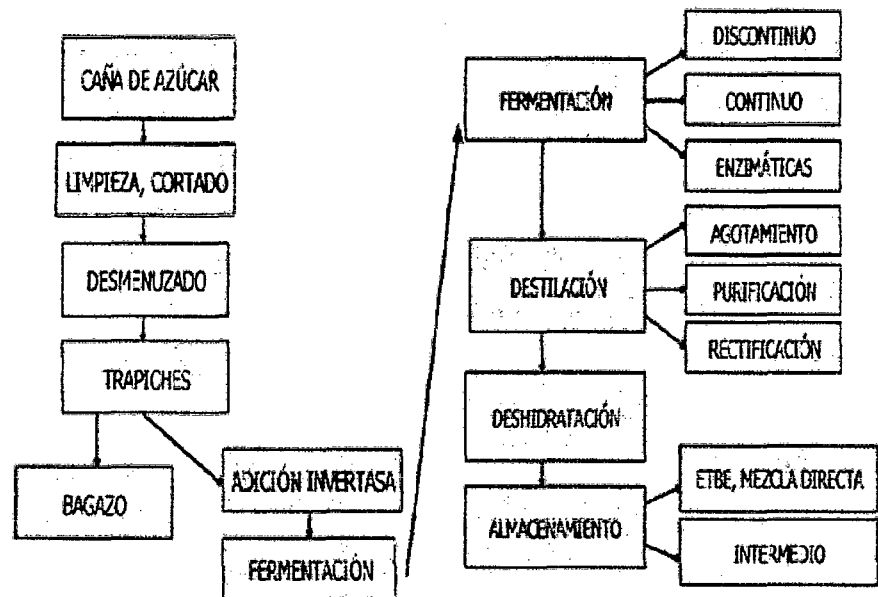 CAÑA DE AZÚCAR
LIMPIEZA, CORTADO
DESMENUZADO
TRAPICHES
BAGAZO
ADICIÓN INVERTASA
FERMENTACIÓN
FERMENTACIÓN
DISCONTINUO
CONTINUO
ENZIMÁTICAS
DESTILACIÓN
AGOTAMIENTO
PURIFICACIÓN
RECTIFICACIÓN
DESHIDRATACIÓN
ALMACENAMIENTO
ETBE, MEZCLA DIRECTA
INTERMEDIO